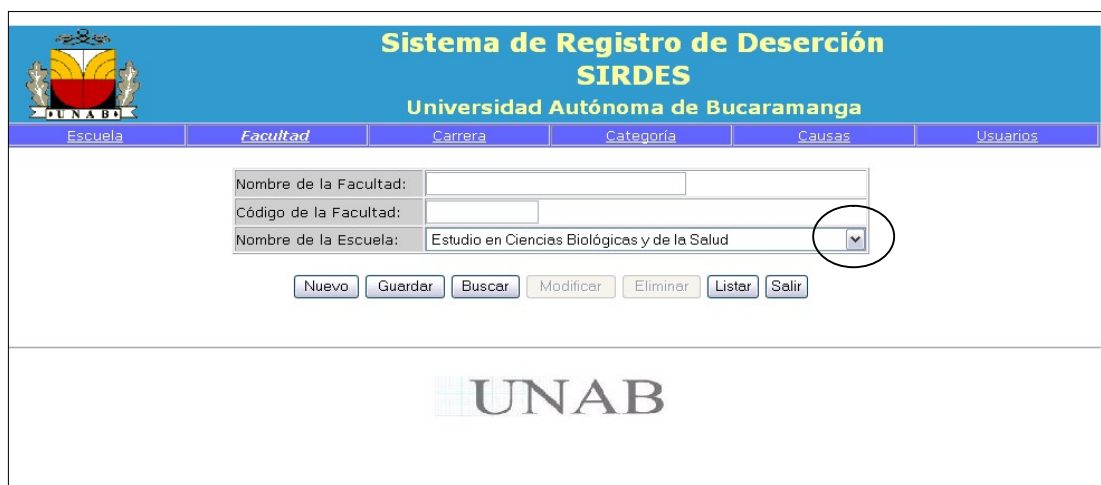 Sistema de Registro de Deserción
SIRDES
Universidad Autónoma de Bucaramanga
UNAB
Escuela Facultad Carrera Categoría Causas Usuarios
Nombre de la Facultad:
Código de la Facultad:
Nombre de la Escuela: Estudio en Ciencias Biológicas y de la Salud
Nuevo Guardar Buscar Modificar Eliminar Listar Salir
UNAB